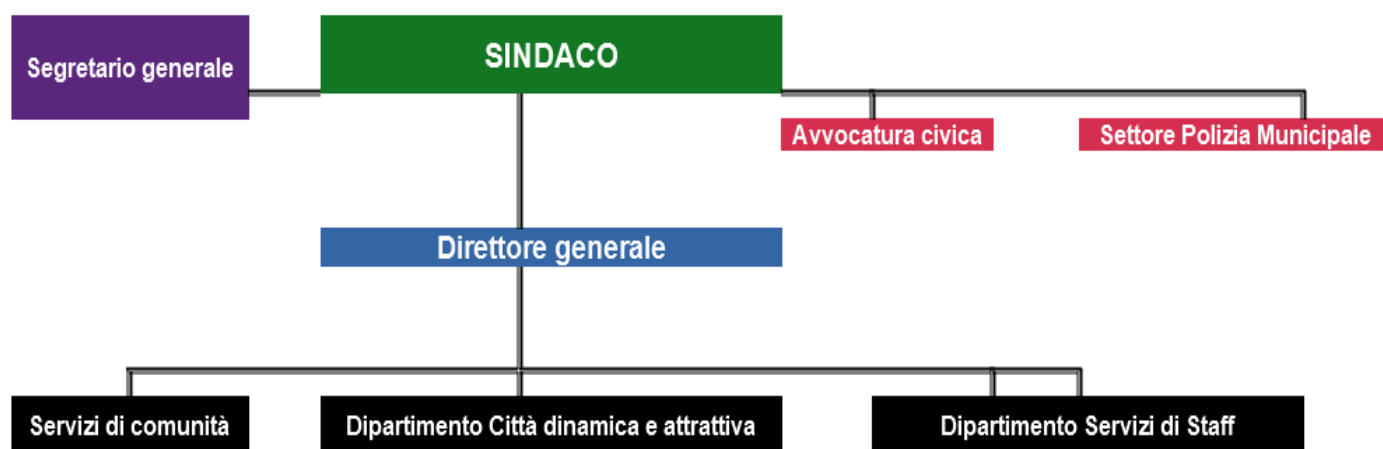 Segretario generale
SINDACO
Avvocatura civica
Settore Polizia Municipale
Direttore generale
Servizi di comunità
Dipartimento Città dinamica e attrattiva
Dipartimento Servizi di Staff